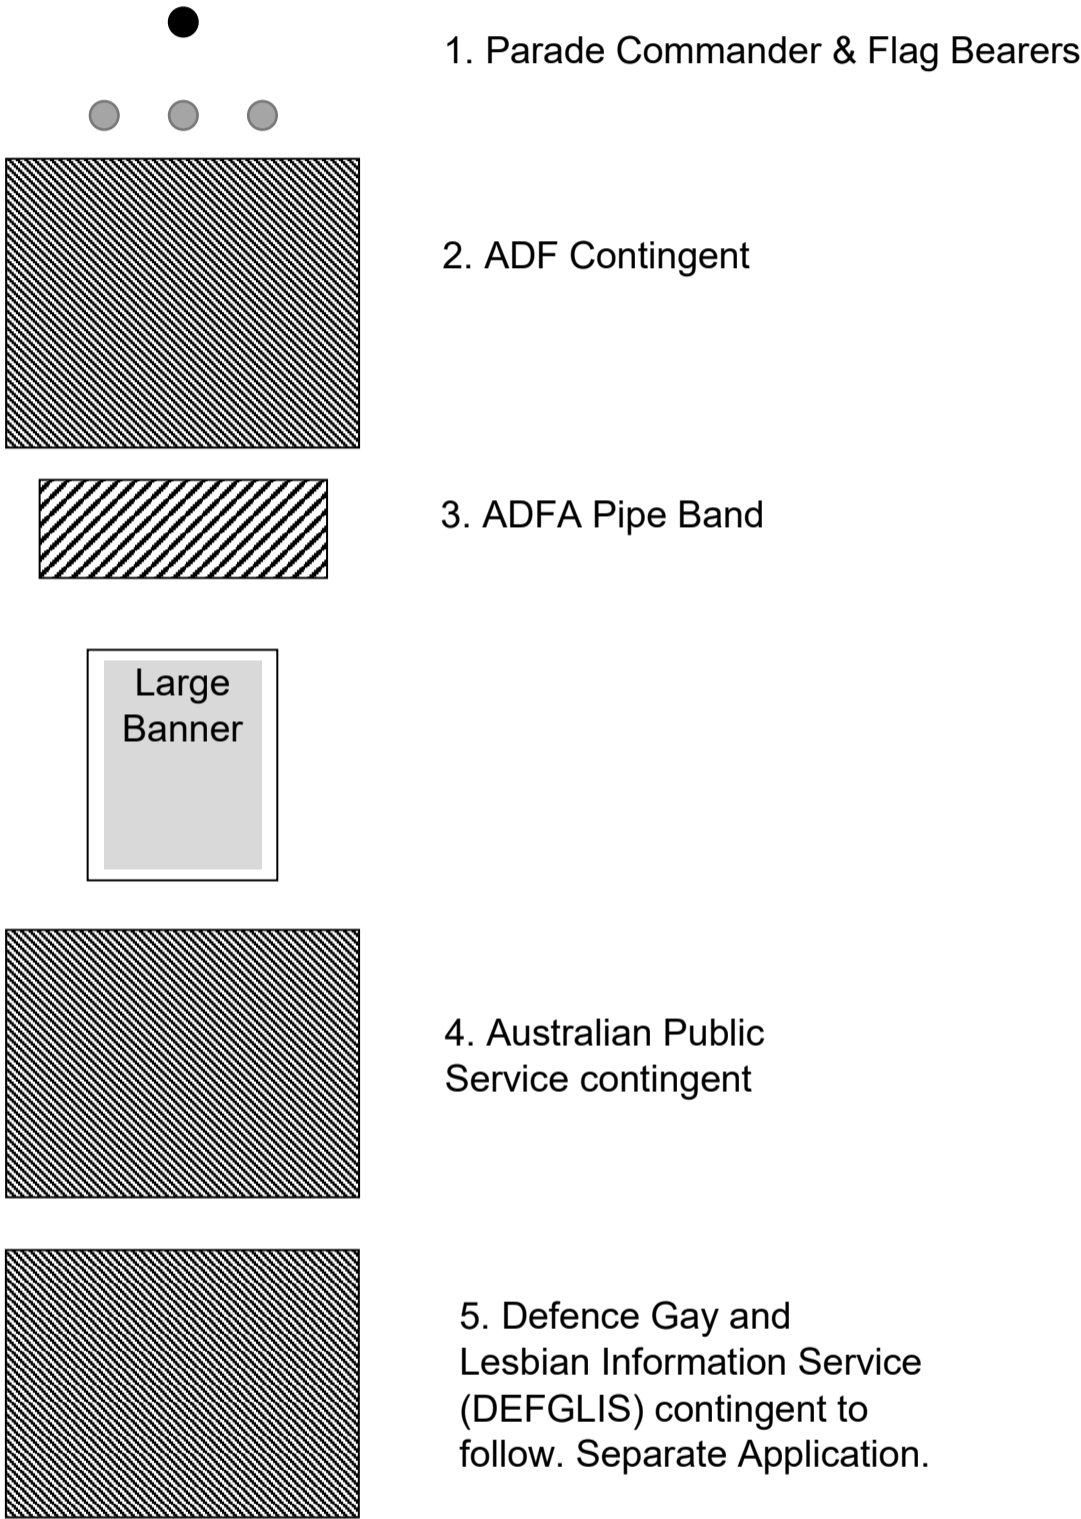 1. Parade Commander & Flag Bearers
2. ADF Contingent
3. ADFA Pipe Band
Large
Banner
4. Australian Public
Service contingent
5. Defence Gay and
Lesbian Information Service
(DEFGLIS) contingent to
follow. Separate Application.